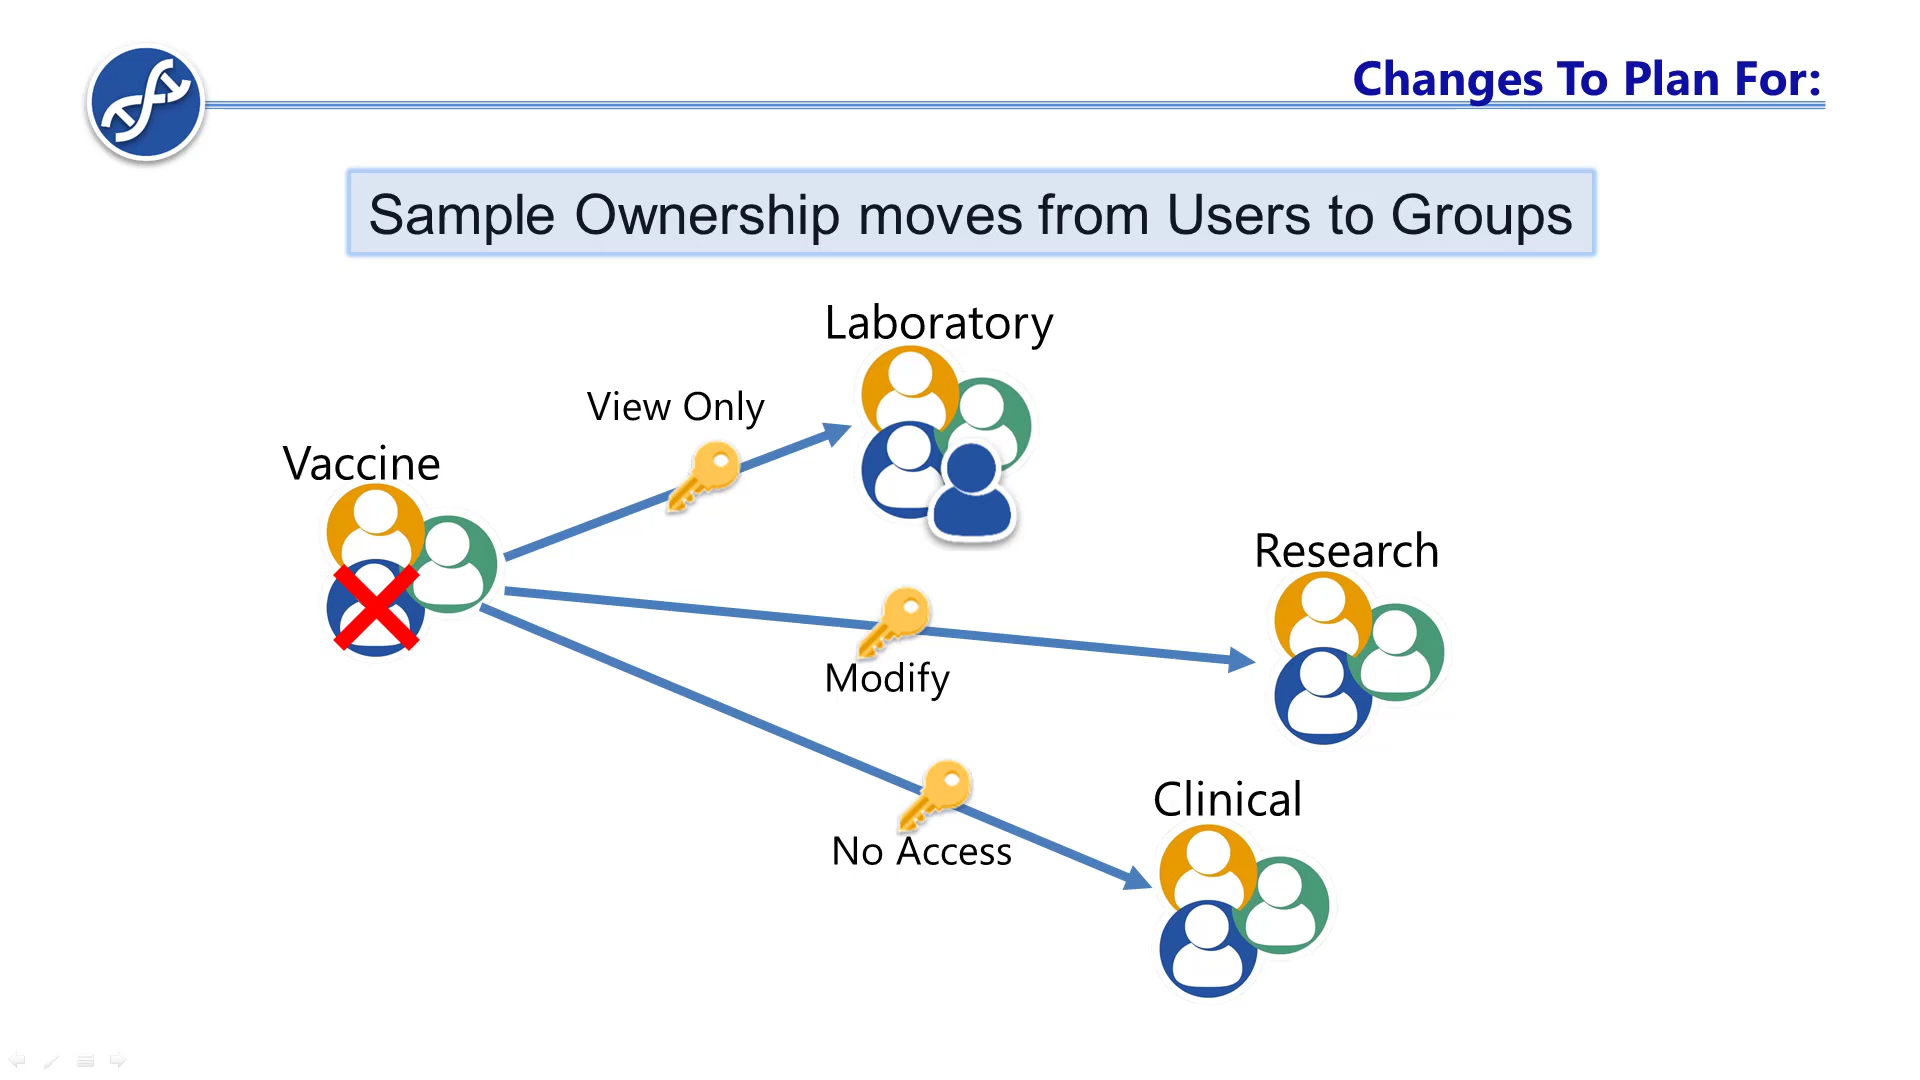 Changes To Plan For:
Sample Ownership moves from Users to Groups
Laboratory
View Only
Vaccine
Research
Modify
Clinical
No Access